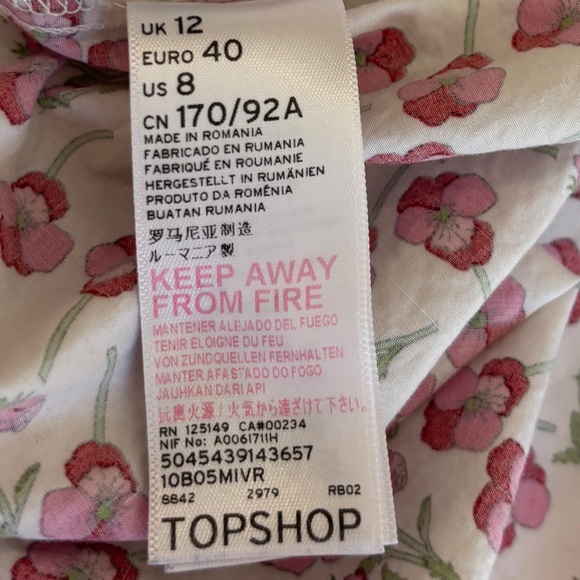 UK 12
EURO 40
US 8
CN 170/92A
MADE IN ROMANIA
FABRICADO EN RUMANIA
FABRIQUÉ EN ROUMANIE
HERGESTELLT IN RUMÄNIEN
PRODUTO DA ROMÊNIA
BUATAN RUMANIA
罗马尼亚制造
ルーマニア製
KEEP AWAY
FROM FIRE
MANTENER ALEJADO DEL FUEGO
TENIR ELOIGNE DU FEU
VON ZUNDQUELLEN FERNHALTEN
MANTER AFASTADO DO FOGO
JAUHKAN DARI API
远离火源/火気から遠ざけて下さい。
RN 125149 CA#00234
NIF No: A0061711H
5045439143657
10B05MIVR
8842 2979 RB02
TOPSHOP